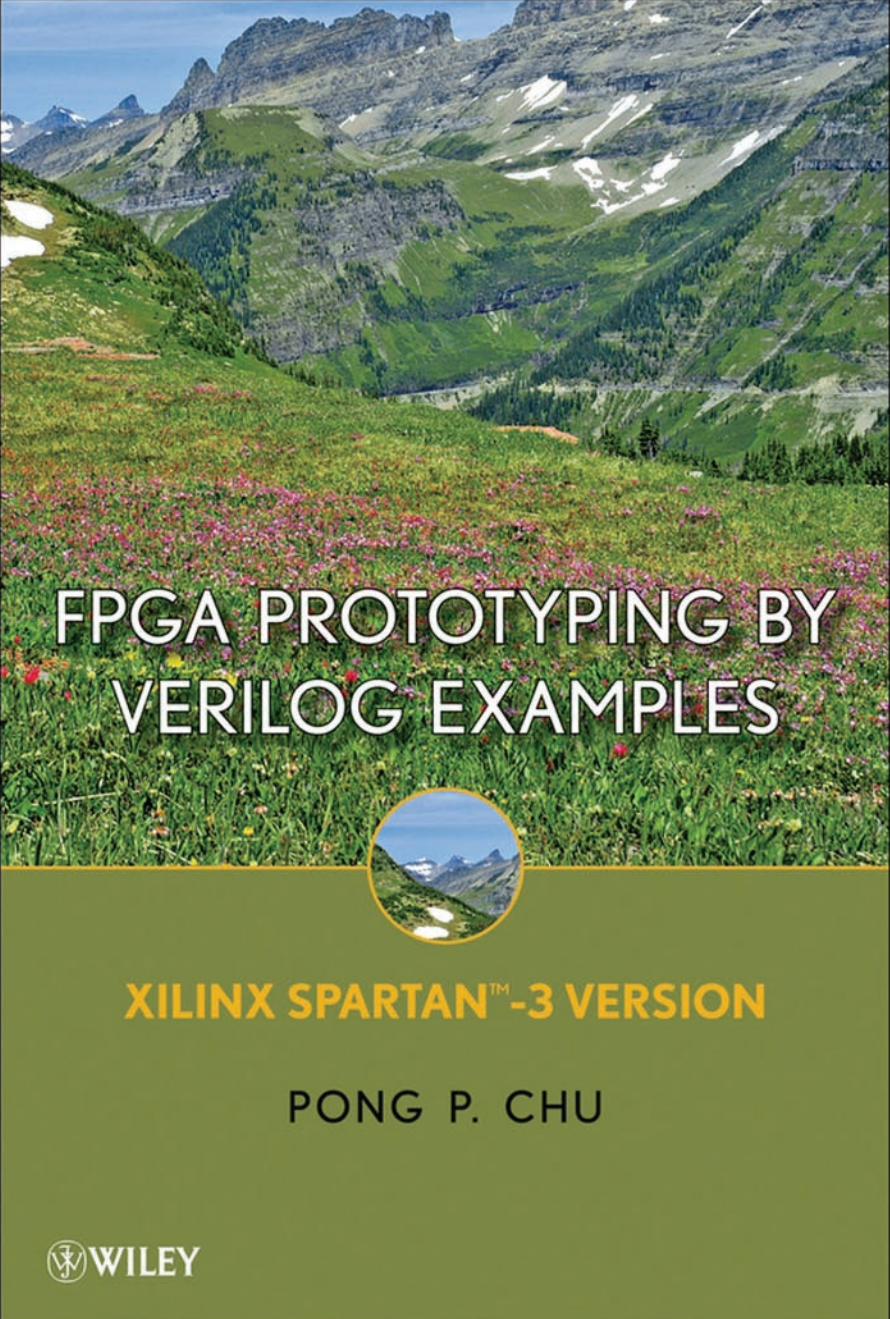 FPGA PROTOTYPING BY
VERILOG EXAMPLES
XILINX SPARTAN™-3 VERSION
PONG P. CHU
WILEY